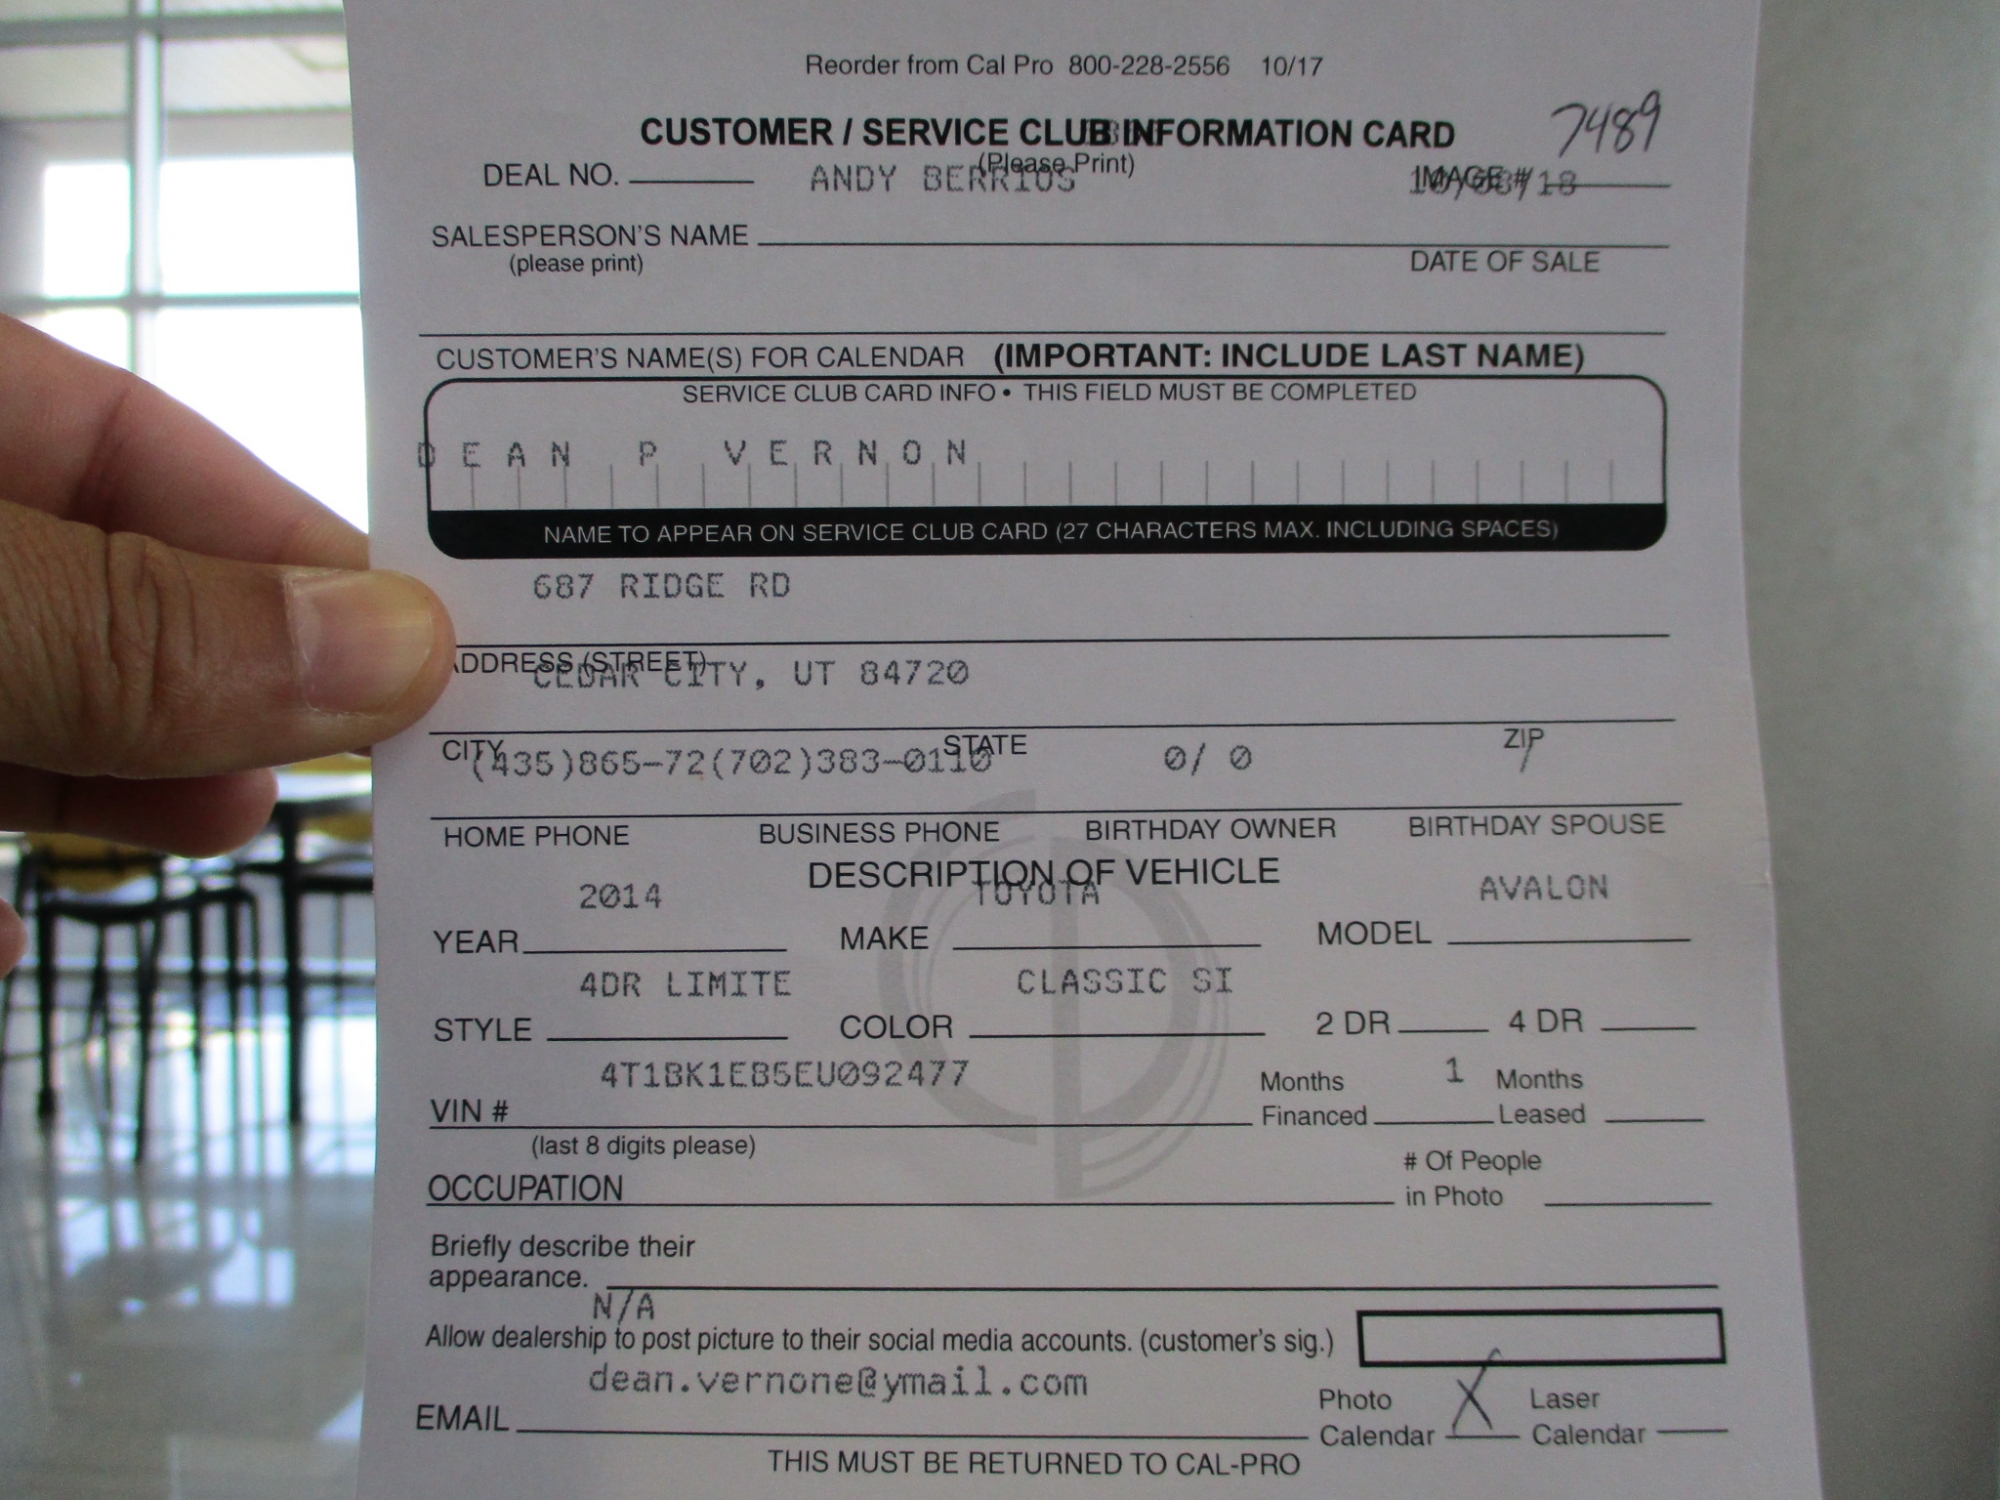 Reorder from Cal Pro 800-228-2556 10/17
CUSTOMER / SERVICE CLUB INFORMATION CARD 7489
(Please Print)
DEAL NO. ANDY BERRIOS IMAGE #
SALESPERSON'S NAME
(please print) DATE OF SALE
CUSTOMER'S NAME(S) FOR CALENDAR (IMPORTANT: INCLUDE LAST NAME)
SERVICE CLUB CARD INFO • THIS FIELD MUST BE COMPLETED
DEAN P VERNON
NAME TO APPEAR ON SERVICE CLUB CARD (27 CHARACTERS MAX. INCLUDING SPACES)
687 RIDGE RD
ADDRESS (STREET)
CEDAR CITY, UT 84720
CITY STATE ZIP
(435)865-72(702)383-0110 0/ 0 /
HOME PHONE BUSINESS PHONE BIRTHDAY OWNER BIRTHDAY SPOUSE
DESCRIPTION OF VEHICLE
2014 TOYOTA AVALON
YEAR MAKE MODEL
4DR LIMITE CLASSIC SI
STYLE COLOR 2 DR 4 DR
4T1BK1EB5EU092477 Months 1 Months
VIN # Financed Leased
(last 8 digits please)
# Of People
OCCUPATION in Photo
Briefly describe their
appearance.
N/A
Allow dealership to post picture to their social media accounts. (customer's sig.)
dean.vernone@ymail.com
Photo X Laser
EMAIL Calendar Calendar
THIS MUST BE RETURNED TO CAL-PRO